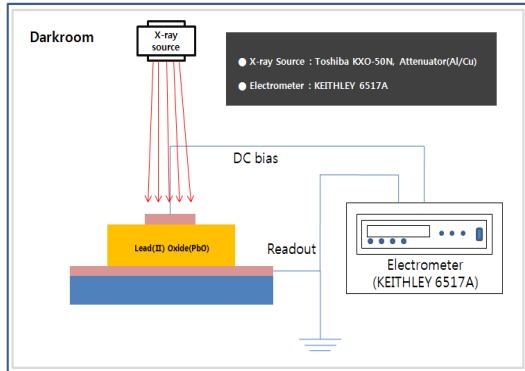 Darkroom
X-ray
source
● X-ray Source : Toshiba KXO-50N, Attenuator(Al/Cu)
● Electrometer : KEITHLEY 6517A
DC bias
Lead(II) Oxide(PbO)
Readout
Electrometer
(KEITHLEY 6517A)